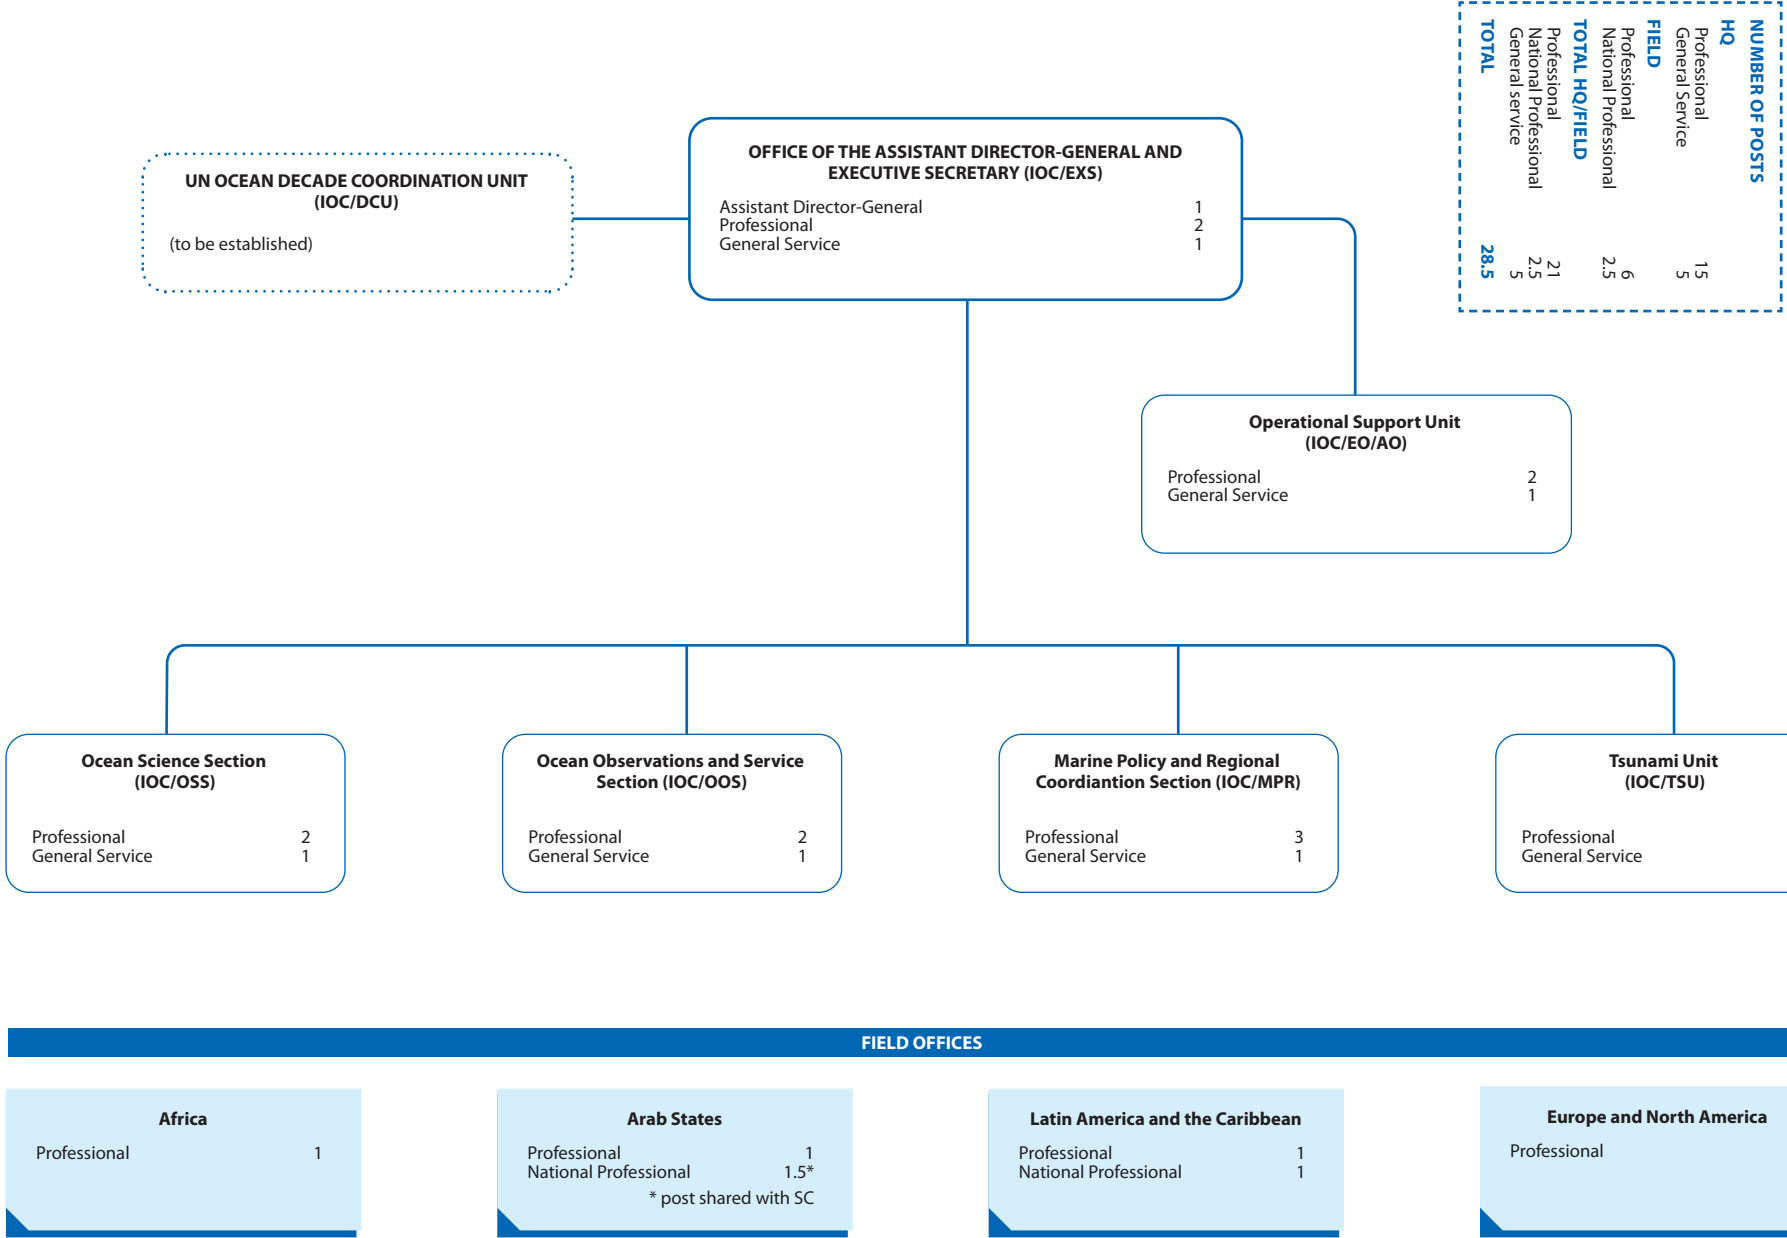 NUMBER OF POSTS
HQ
Professional 15
General Service 5
FIELD
Professional 6
National Professional 2.5
TOTAL HQ/FIELD
Professional 21
National Professional 2.5
General service 5
TOTAL 28.5
OFFICE OF THE ASSISTANT DIRECTOR-GENERAL AND
EXECUTIVE SECRETARY (IOC/EXS)
Assistant Director-General 1
Professional 2
General Service 1
UN OCEAN DECADE COORDINATION UNIT
(IOC/DCU)
(to be established)
Operational Support Unit
(IOC/EO/AO)
Professional 2
General Service 1
Ocean Science Section
(IOC/OSS)
Professional 2
General Service 1
Ocean Observations and Service
Section (IOC/OOS)
Professional 2
General Service 1
Marine Policy and Regional
Coordiantion Section (IOC/MPR)
Professional 3
General Service 1
Tsunami Unit
(IOC/TSU)
Professional
General Service
FIELD OFFICES
Africa
Professional 1
Arab States
Professional 1
National Professional 1.5*
* post shared with SC
Latin America and the Caribbean
Professional 1
National Professional 1
Europe and North America
Professional